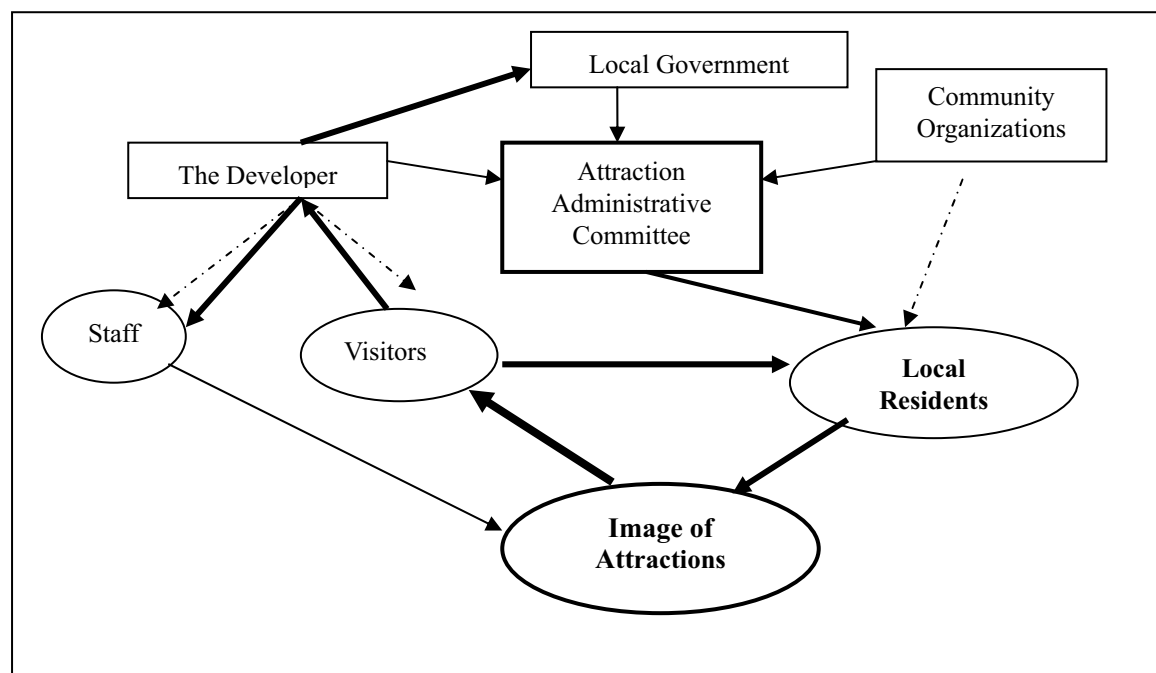 Local Government
Community
Organizations
The Developer
Attraction
Administrative
Committee
Staff
Visitors
Local
Residents
Image of
Attractions